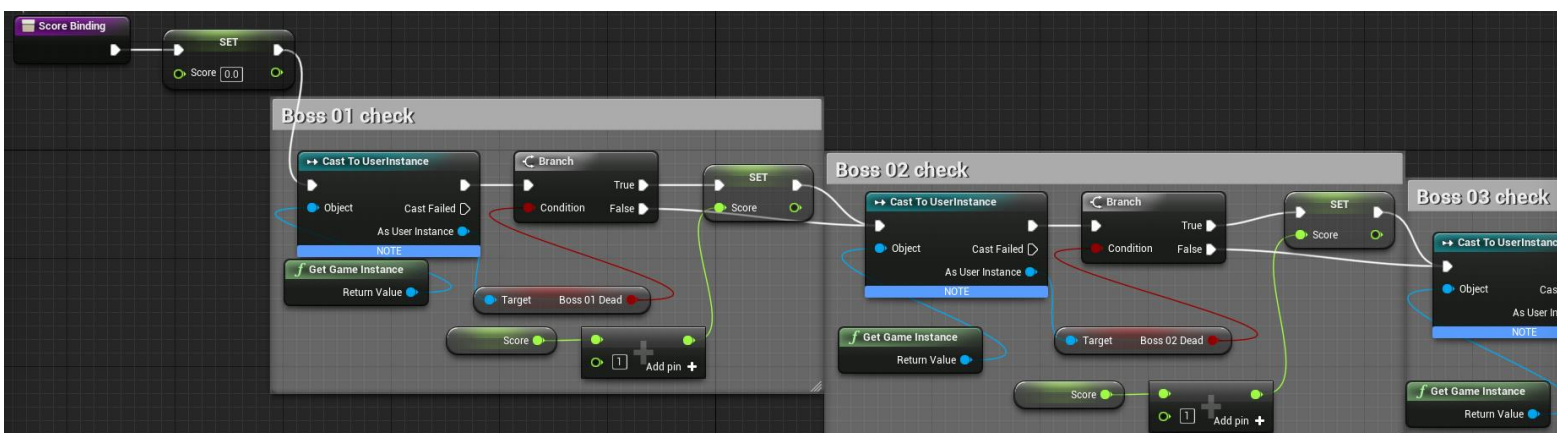 Score Binding
SET
Score 0.0
Boss 01 check
Cast To UserInstance
Object Cast Failed
As User Instance
NOTE
f Get Game Instance
Return Value
Branch
True
Condition False
SET
Score
Target Boss 01 Dead
Score
1 Add pin +
Boss 02 check
Cast To UserInstance
Object Cast Failed
As User Instance
NOTE
f Get Game Instance
Return Value
Branch
True
Condition False
SET
Score
Target Boss 02 Dead
Score
1 Add pin +
Boss 03 check
Cast To UserInstanc
Object Cas
As User In
NOTE
f Get Game Instance
Return Value